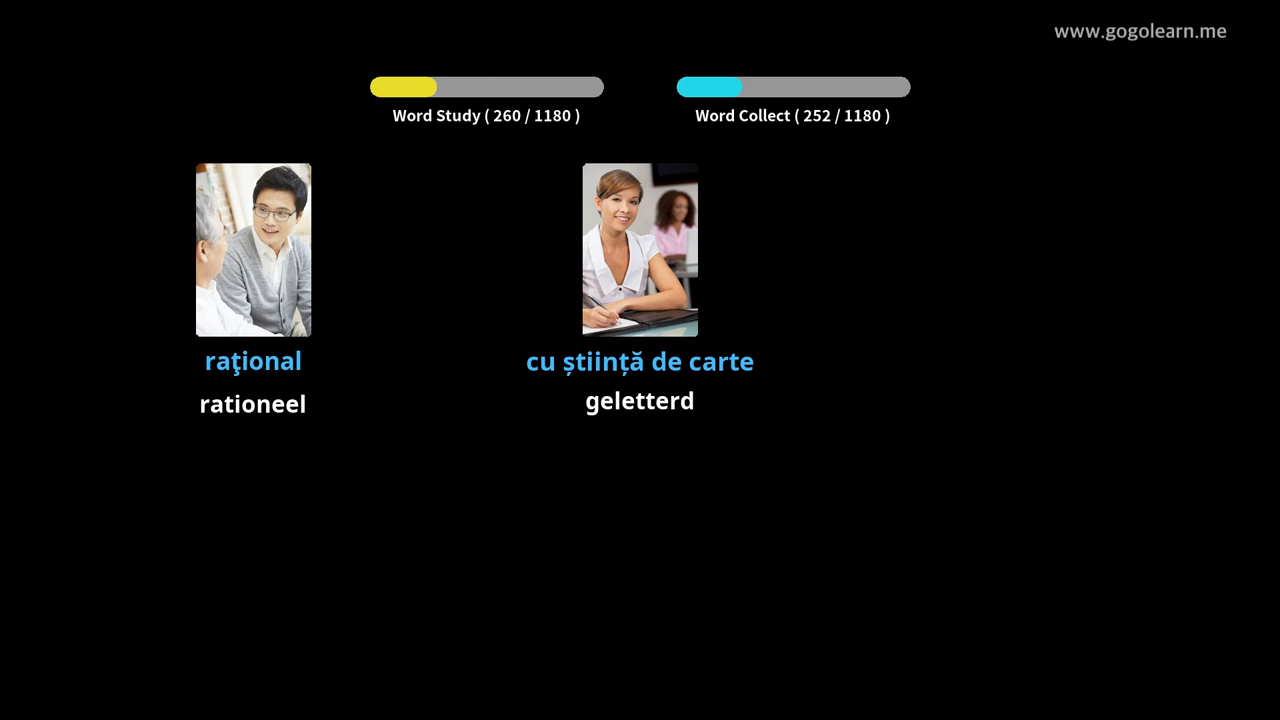 www.gogolearn.me
Word Study ( 260 / 1180 )
Word Collect ( 252 / 1180 )
raţional
rationeel
cu știință de carte
geletterd